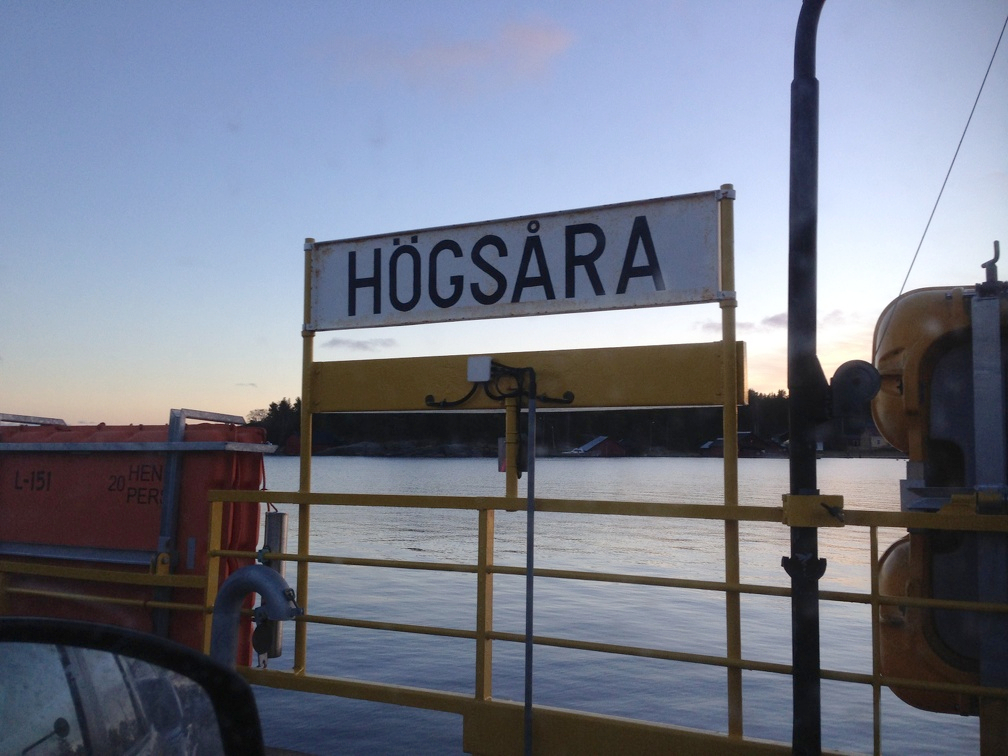 HÖGSÅRA
L-151
20 HEN
PERS